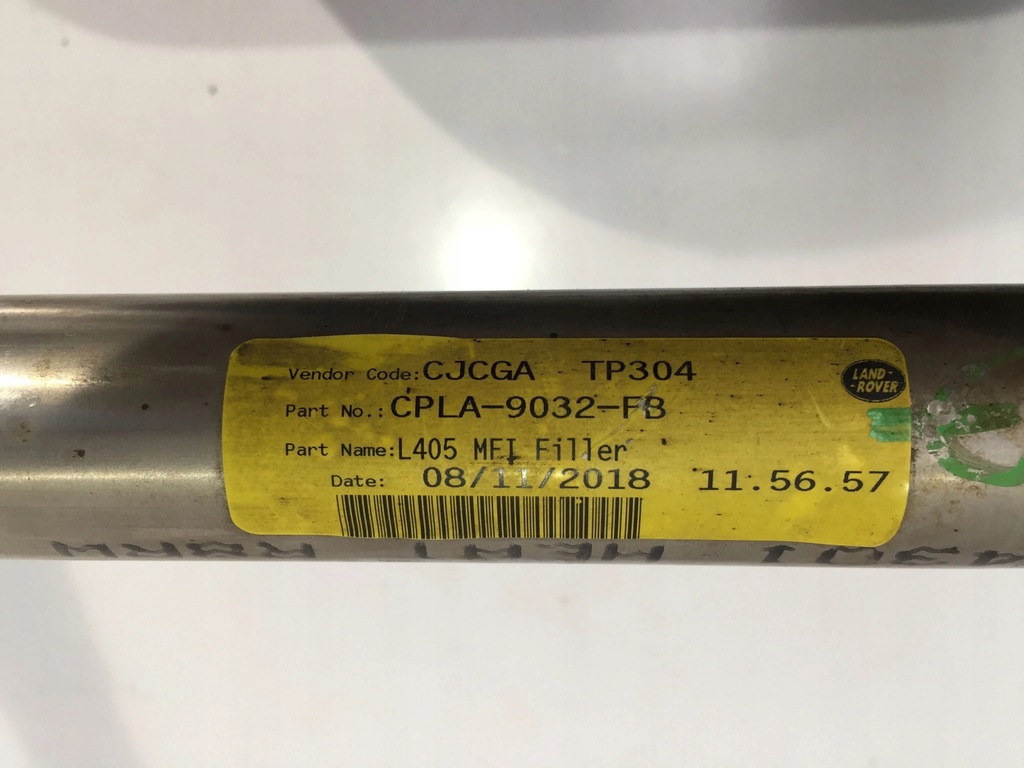 Vendor Code:CJCGA TP304
LAND-
-ROVER
Part No.:CPLA-9032-FB
Part Name:L405 MFI Filler
Date: 08/11/2018 11.56.57